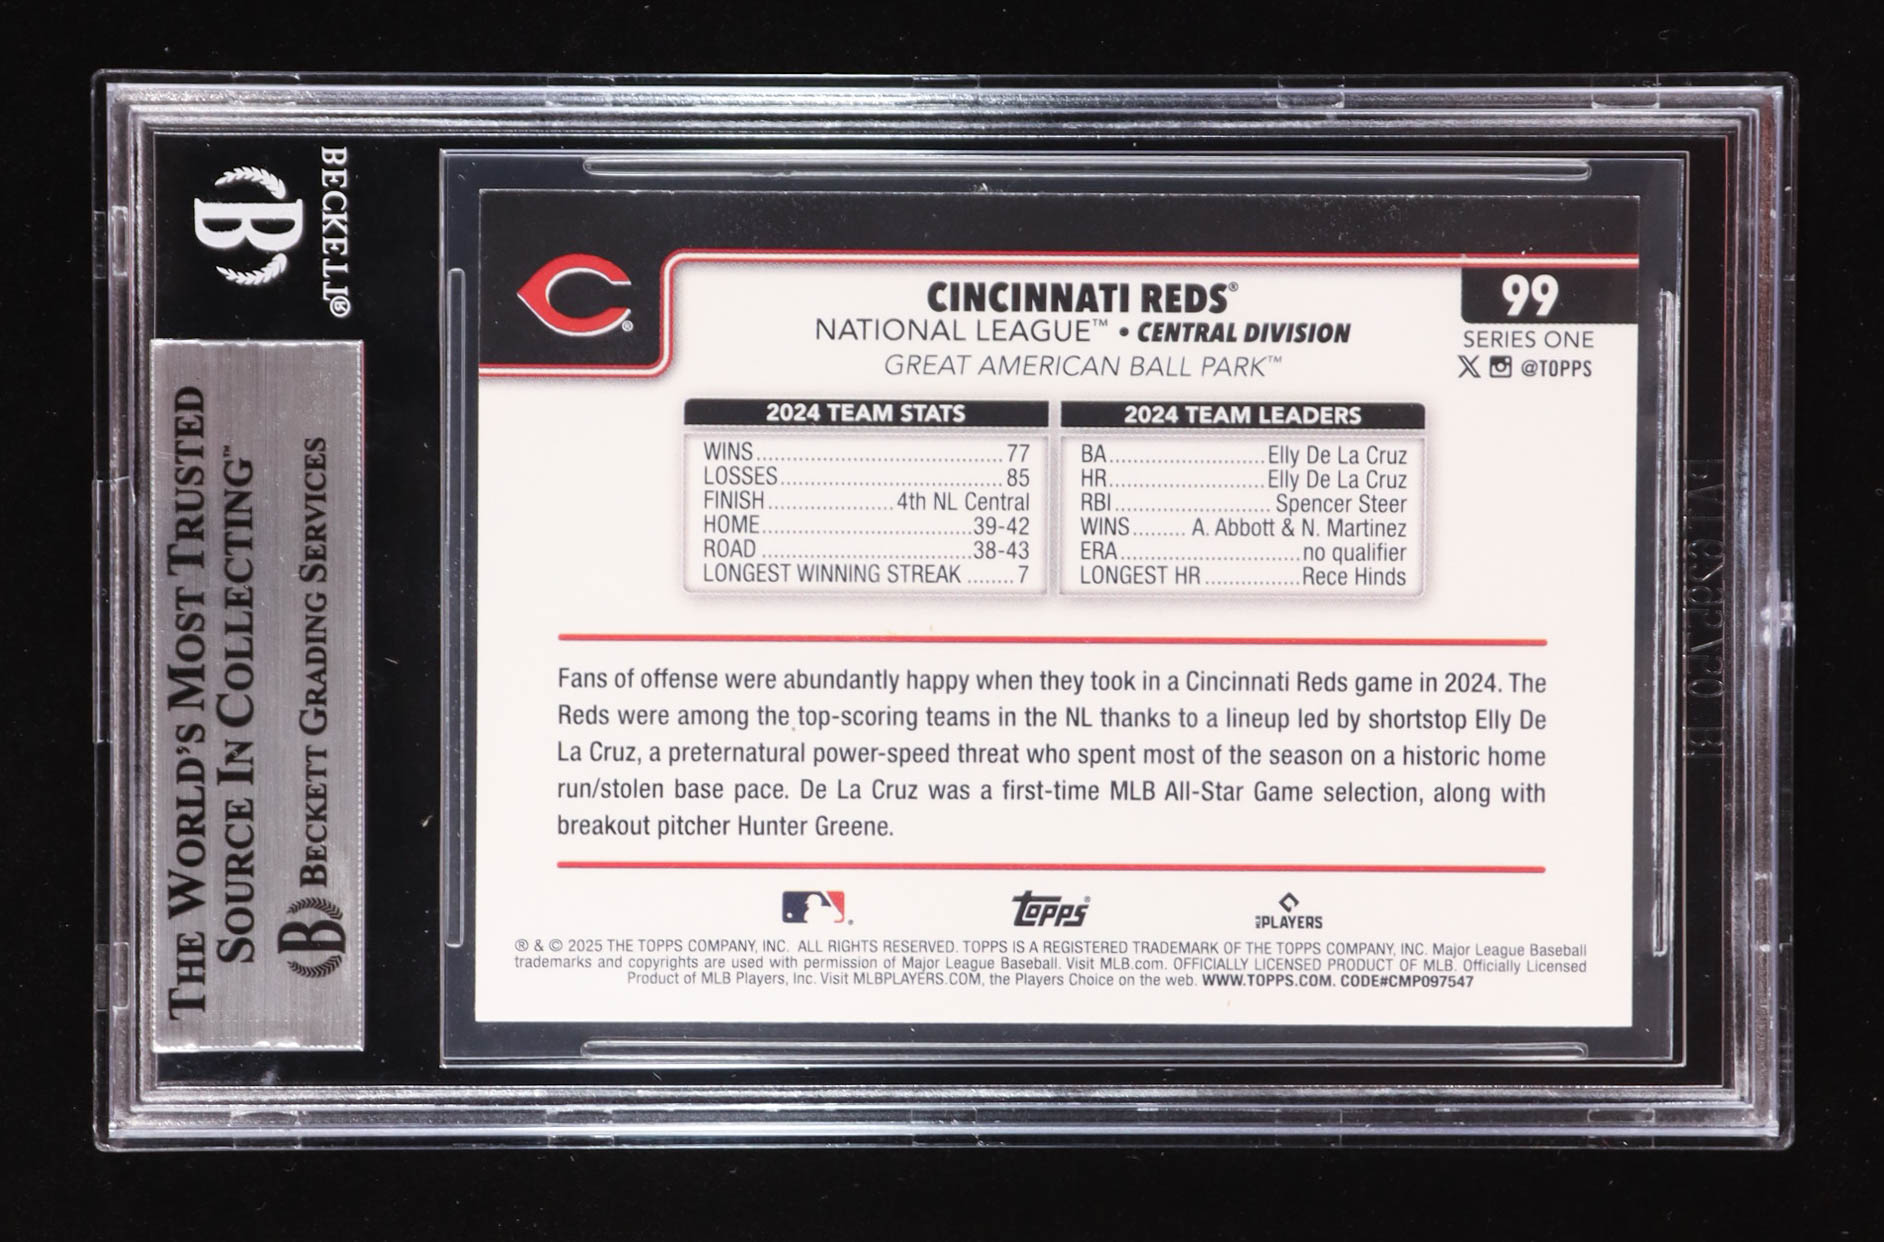 BECKETT®
B
THE WORLD'S MOST TRUSTED
SOURCE IN COLLECTING™
B BECKETT GRADING SERVICES
C®
CINCINNATI REDS®
NATIONAL LEAGUE™ • CENTRAL DIVISION
GREAT AMERICAN BALL PARK™
99
SERIES ONE
X @TOPPS
2024 TEAM STATS
WINS 77
LOSSES 85
FINISH 4th NL Central
HOME 39-42
ROAD 38-43
LONGEST WINNING STREAK 7
2024 TEAM LEADERS
BA Elly De La Cruz
HR Elly De La Cruz
RBI Spencer Steer
WINS A. Abbott & N. Martinez
ERA no qualifier
LONGEST HR Rece Hinds
Fans of offense were abundantly happy when they took in a Cincinnati Reds game in 2024. The
Reds were among the top-scoring teams in the NL thanks to a lineup led by shortstop Elly De
La Cruz, a preternatural power-speed threat who spent most of the season on a historic home
run/stolen base pace. De La Cruz was a first-time MLB All-Star Game selection, along with
breakout pitcher Hunter Greene.
Topps®
PLAYERS
® & © 2025 THE TOPPS COMPANY, INC. ALL RIGHTS RESERVED. TOPPS IS A REGISTERED TRADEMARK OF THE TOPPS COMPANY, INC. Major League Baseball
trademarks and copyrights are used with permission of Major League Baseball. Visit MLB.com. OFFICIALLY LICENSED PRODUCT OF MLB. Officially Licensed
Product of MLB Players, Inc. Visit MLBPLAYERS.COM, the Players Choice on the web. WWW.TOPPS.COM. CODE#CMP097547